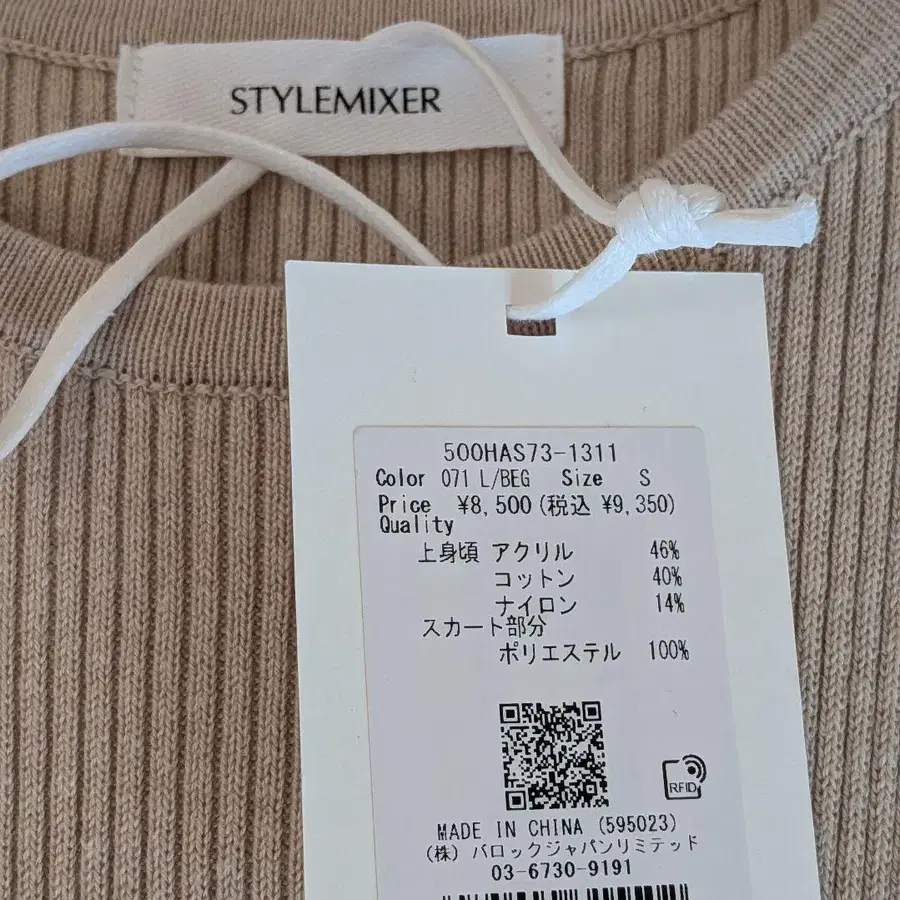 STYLEMIXER
500HAS73-1311
Color 071 L/BEG Size S
Price ¥8,500(税込 ¥9,350)
Quality
上身頃 アクリル 46%
コットン 40%
ナイロン 14%
スカート部分
ポリエステル 100%
RFID
MADE IN CHINA (595023)
(株) バロックジャパンリミテッド
03-6730-9191